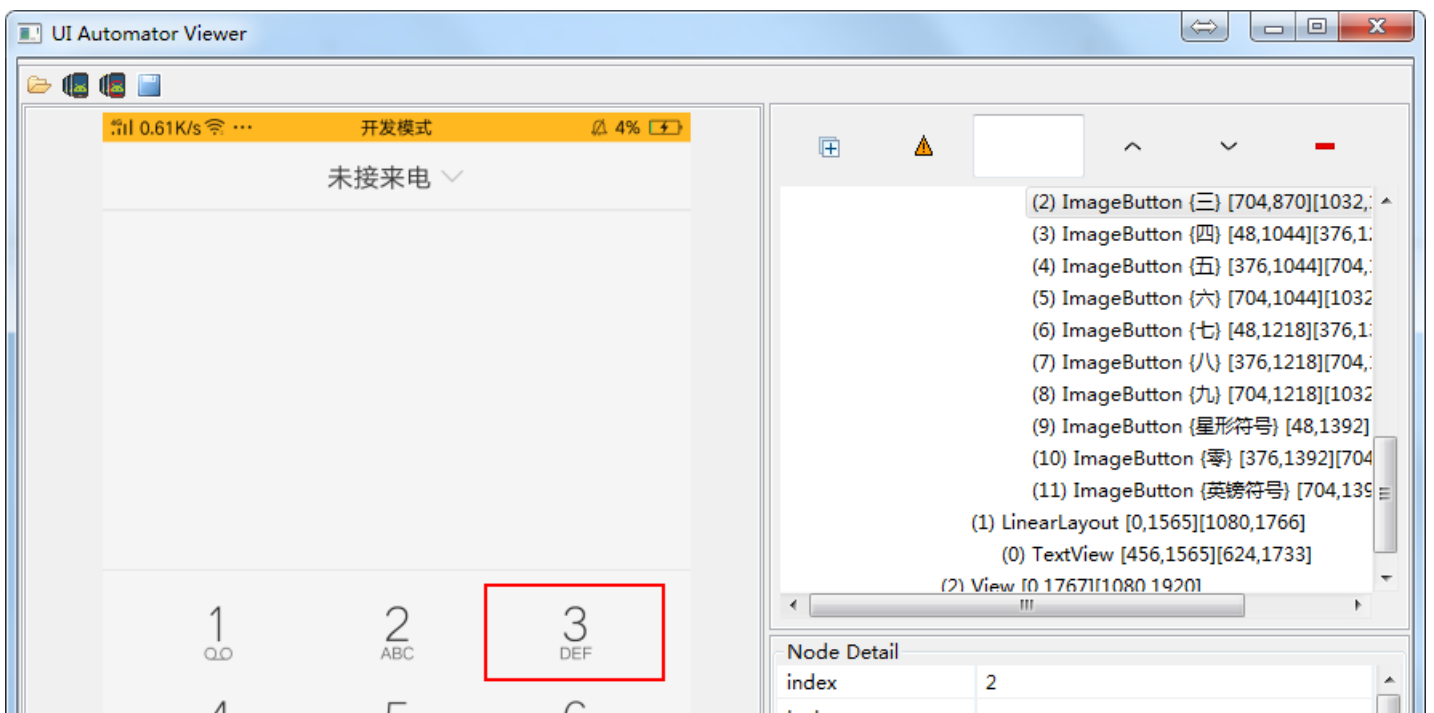 UI Automator Viewer
0.61K/s ··· 开发模式 4%
未接来电
(2) ImageButton {三} [704,870][1032,
(3) ImageButton {四} [48,1044][376,1
(4) ImageButton {五} [376,1044][704,
(5) ImageButton {六} [704,1044][1032
(6) ImageButton {七} [48,1218][376,1
(7) ImageButton {八} [376,1218][704,
(8) ImageButton {九} [704,1218][1032
(9) ImageButton {星形符号} [48,1392]
(10) ImageButton {零} [376,1392][704
(11) ImageButton {英镑符号} [704,139
(1) LinearLayout [0,1565][1080,1766]
(0) TextView [456,1565][624,1733]
(2) View [0,1767][1080,1920]
1 2 3
ABC DEF
Node Detail
index 2